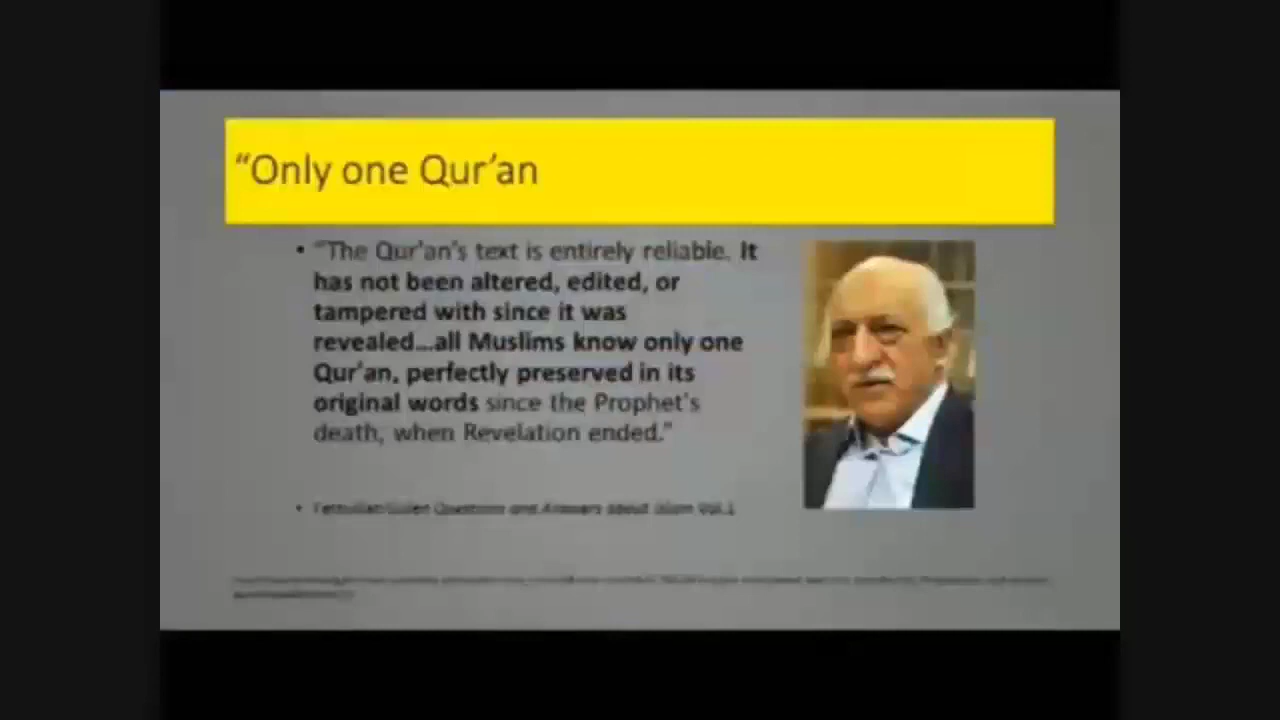 “Only one Qur’an
• “The Qur’an’s text is entirely reliable. It
has not been altered, edited, or
tampered with since it was
revealed...all Muslims know only one
Qur’an, perfectly preserved in its
original words since the Prophet’s
death, when Revelation ended.”
• Gulen Questions and Answers about Islam Vol.1